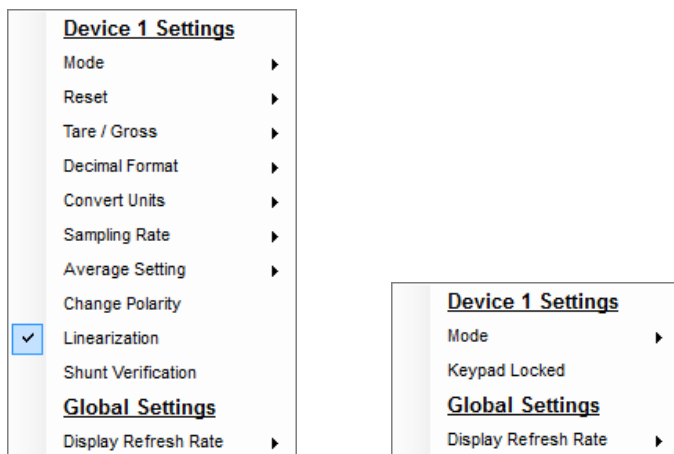 Device 1 Settings
Mode
Reset
Tare / Gross
Decimal Format
Convert Units
Sampling Rate
Average Setting
Change Polarity
Linearization
Shunt Verification
Global Settings
Display Refresh Rate
Device 1 Settings
Mode
Keypad Locked
Global Settings
Display Refresh Rate